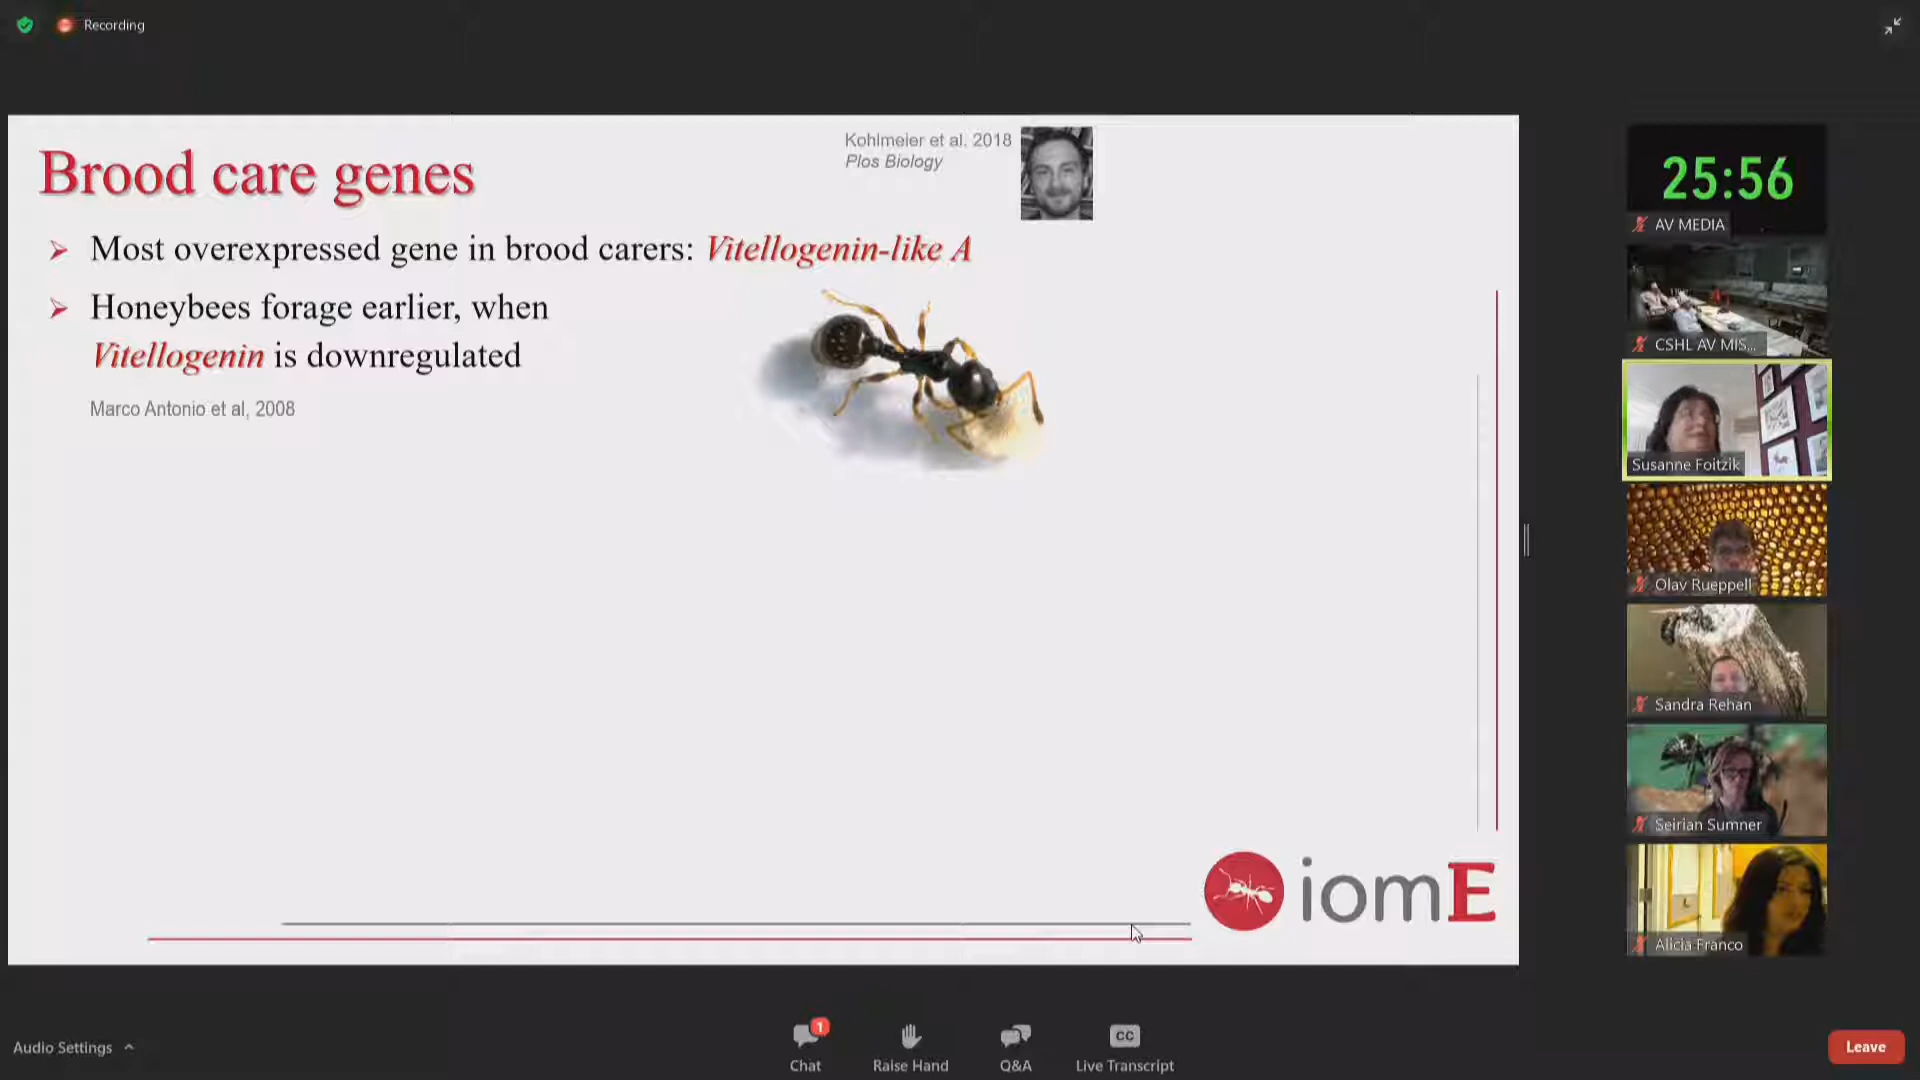 Recording
Kohlmeier et al. 2018
Plos Biology
Brood care genes
Most overexpressed gene in brood carers: Vitellogenin-like A
Honeybees forage earlier, when
Vitellogenin is downregulated
Marco Antonio et al, 2008
iomE
25:56
AV MEDIA
CSHL AV MIS...
Susanne Foitzik
Olav Rueppell
Sandra Rehan
Seirian Sumner
Alicia Franco
Audio Settings
1
Chat
Raise Hand
Q&A
CC
Live Transcript
Leave